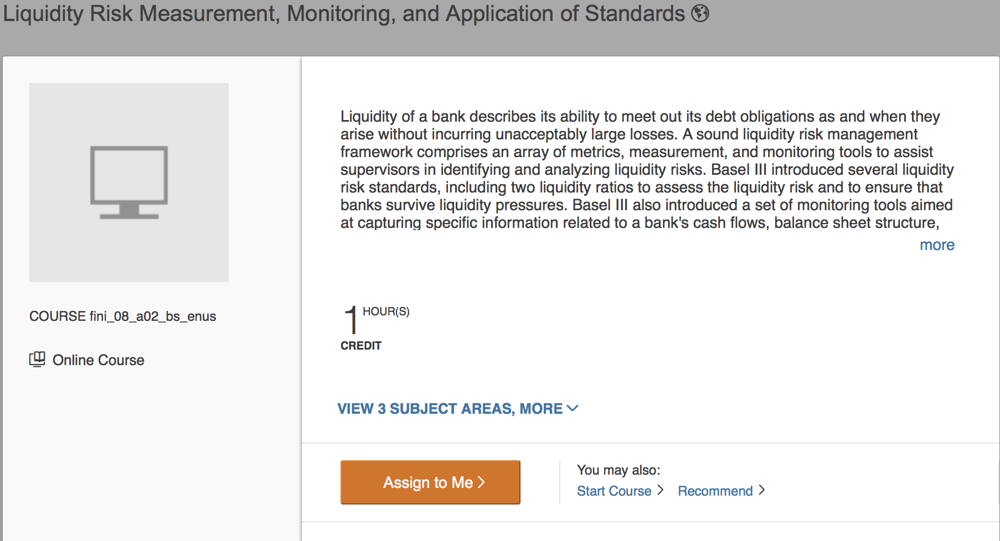 Liquidity Risk Measurement, Monitoring, and Application of Standards
Liquidity of a bank describes its ability to meet out its debt obligations as and when they
arise without incurring unacceptably large losses. A sound liquidity risk management
framework comprises an array of metrics, measurement, and monitoring tools to assist
supervisors in identifying and analyzing liquidity risks. Basel III introduced several liquidity
risk standards, including two liquidity ratios to assess the liquidity risk and to ensure that
banks survive liquidity pressures. Basel III also introduced a set of monitoring tools aimed
at capturing specific information related to a bank's cash flows, balance sheet structure,
more
COURSE fini_08_a02_bs_enus
Online Course
1 HOUR(S)
CREDIT
VIEW 3 SUBJECT AREAS, MORE
Assign to Me
You may also:
Start Course
Recommend